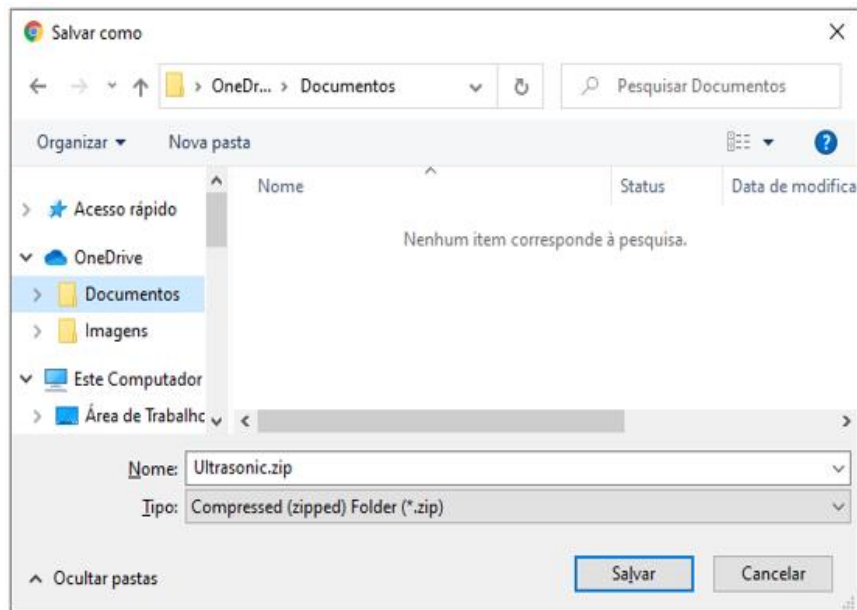 Salvar como
OneDr... > Documentos
Pesquisar Documentos
Organizar
Nova pasta
Nome
Status
Data de modifica
Acesso rápido
Nenhum item corresponde à pesquisa.
OneDrive
Documentos
Imagens
Este Computador
Área de Trabalho
Nome: Ultrasonic.zip
Tipo: Compressed (zipped) Folder (*.zip)
Ocultar pastas
Salvar
Cancelar